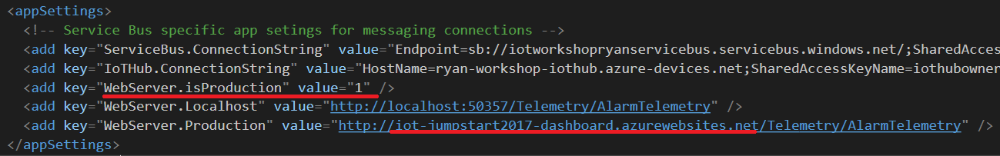 <appSettings>
<!-- Service Bus specific app setings for messaging connections -->
<add key="ServiceBus.ConnectionString" value="Endpoint=sb://iotworkshopryanservicebus.servicebus.windows.net/;SharedAccess
<add key="IoTHub.ConnectionString" value="HostName=ryan-workshop-iothub.azure-devices.net;SharedAccessKeyName=iothubowner
<add key="WebServer.isProduction" value="1" />
<add key="WebServer.Localhost" value="http://localhost:50357/Telemetry/AlarmTelemetry" />
<add key="WebServer.Production" value="http://iot-jumpstart2017-dashboard.azurewebsites.net/Telemetry/AlarmTelemetry" />
</appSettings>